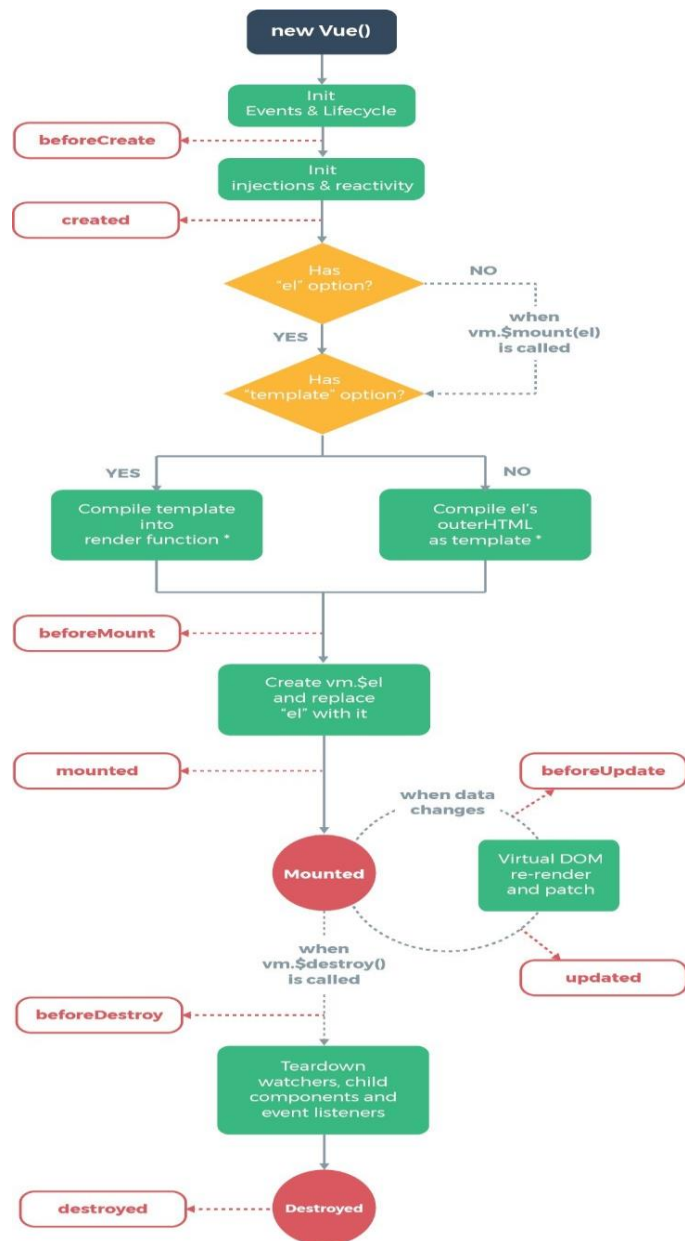 new Vue()
Init
Events & Lifecycle
beforeCreate
Init
injections & reactivity
created
Has
"el" option?
NO
when
vm.$mount(el)
is called
YES
Has
"template" option?
YES
NO
Compile template
into
render function *
Compile el's
outerHTML
as template *
beforeMount
Create vm.$el
and replace
"el" with it
mounted
beforeUpdate
when data
changes
Mounted
Virtual DOM
re-render
and patch
when
vm.$destroy()
is called
updated
beforeDestroy
Teardown
watchers, child
components and
event listeners
destroyed
Destroyed